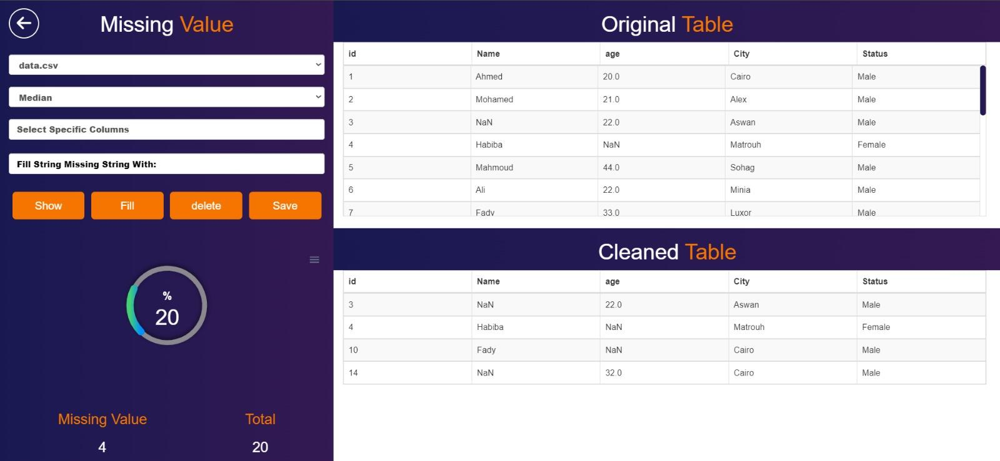 Missing Value
data.csv
Median
Select Specific Columns
Fill String Missing String With:
Show Fill delete Save
%
20
Missing Value Total
4 20
Original Table
id Name age City Status
1 Ahmed 20.0 Cairo Male
2 Mohamed 21.0 Alex Male
3 NaN 22.0 Aswan Male
4 Habiba NaN Matrouh Female
5 Mahmoud 44.0 Sohag Male
6 Ali 22.0 Minia Male
7 Fady 33.0 Luxor Male
Cleaned Table
id Name age City Status
3 NaN 22.0 Aswan Male
4 Habiba NaN Matrouh Female
10 Fady NaN Cairo Male
14 NaN 32.0 Cairo Male